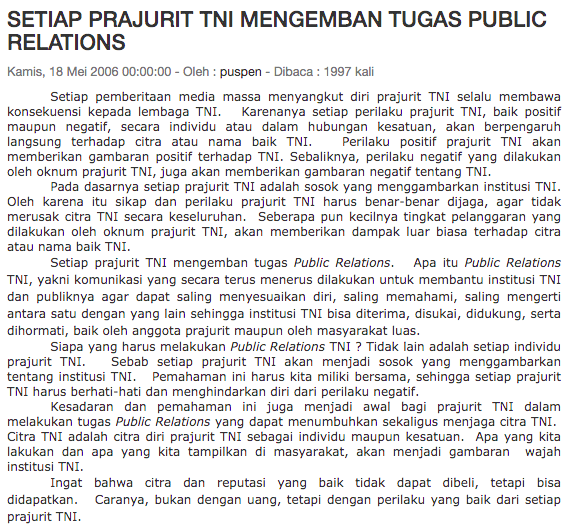 SETIAP PRAJURIT TNI MENGEMBAN TUGAS PUBLIC
RELATIONS
Kamis, 18 Mei 2006 00:00:00 - Oleh : puspen - Dibaca : 1997 kali
Setiap pemberitaan media massa menyangkut diri prajurit TNI selalu membawa
konsekuensi kepada lembaga TNI. Karenanya setiap perilaku prajurit TNI, baik positif
maupun negatif, secara individu atau dalam hubungan kesatuan, akan berpengaruh
langsung terhadap citra atau nama baik TNI. Perilaku positif prajurit TNI akan
memberikan gambaran positif terhadap TNI. Sebaliknya, perilaku negatif yang dilakukan
oleh oknum prajurit TNI, juga akan memberikan gambaran negatif tentang TNI.
Pada dasarnya setiap prajurit TNI adalah sosok yang menggambarkan institusi TNI.
Oleh karena itu sikap dan perilaku prajurit TNI harus benar-benar dijaga, agar tidak
merusak citra TNI secara keseluruhan. Seberapa pun kecilnya tingkat pelanggaran yang
dilakukan oleh oknum prajurit TNI, akan memberikan dampak luar biasa terhadap citra
atau nama baik TNI.
Setiap prajurit TNI mengemban tugas Public Relations. Apa itu Public Relations
TNI, yakni komunikasi yang secara terus menerus dilakukan untuk membantu institusi TNI
dan publiknya agar dapat saling menyesuaikan diri, saling memahami, saling mengerti
antara satu dengan yang lain sehingga institusi TNI bisa diterima, disukai, didukung, serta
dihormati, baik oleh anggota prajurit maupun oleh masyarakat luas.
Siapa yang harus melakukan Public Relations TNI ? Tidak lain adalah setiap individu
prajurit TNI. Sebab setiap prajurit TNI akan menjadi sosok yang menggambarkan
tentang institusi TNI. Pemahaman ini harus kita miliki bersama, sehingga setiap prajurit
TNI harus berhati-hati dan menghindarkan diri dari perilaku negatif.
Kesadaran dan pemahaman ini juga menjadi awal bagi prajurit TNI dalam
melakukan tugas Public Relations yang dapat menumbuhkan sekaligus menjaga citra TNI.
Citra TNI adalah citra diri prajurit TNI sebagai individu maupun kesatuan. Apa yang kita
lakukan dan apa yang kita tampilkan di masyarakat, akan menjadi gambaran wajah
institusi TNI.
Ingat bahwa citra dan reputasi yang baik tidak dapat dibeli, tetapi bisa
didapatkan. Caranya, bukan dengan uang, tetapi dengan perilaku yang baik dari setiap
prajurit TNI.